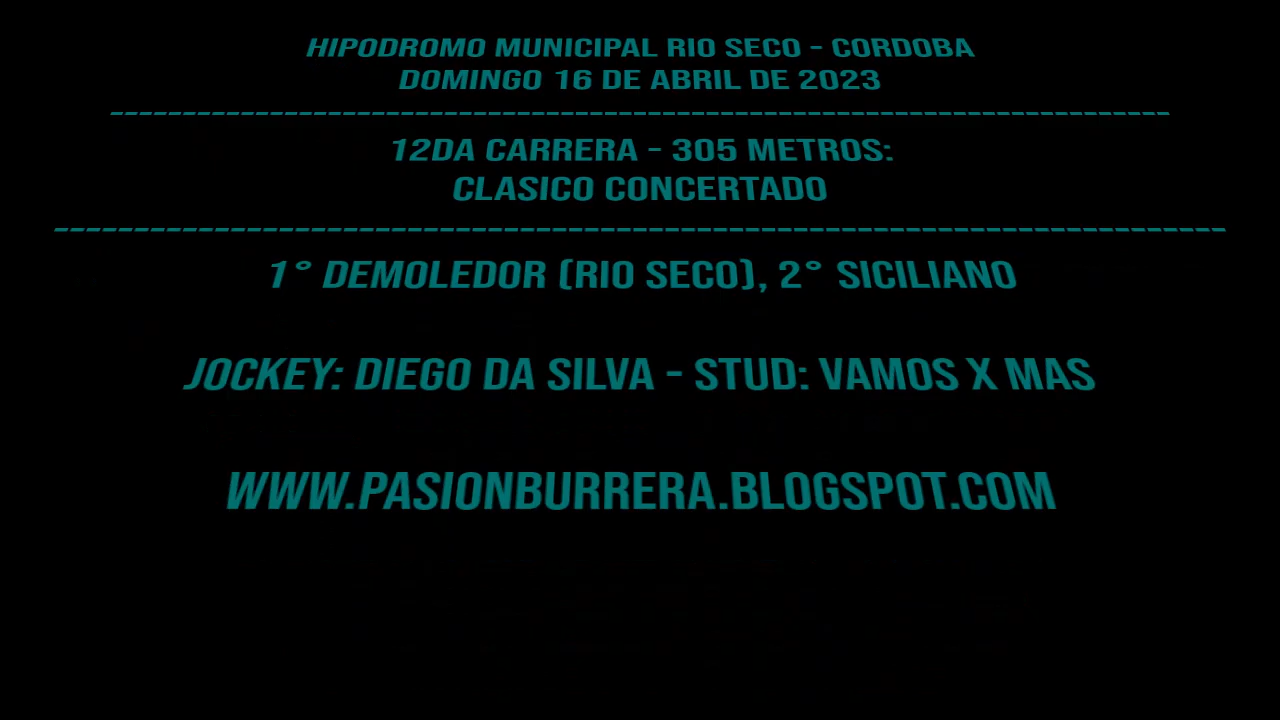 HIPODROMO MUNICIPAL RIO SECO - CORDOBA
DOMINGO 16 DE ABRIL DE 2023
--------------------------------------------------------------------------
12DA CARRERA - 305 METROS:
CLASICO CONCERTADO
--------------------------------------------------------------------------
1° DEMOLEDOR (RIO SECO), 2° SICILIANO
JOCKEY: DIEGO DA SILVA - STUD: VAMOS X MAS
WWW.PASIONBURRERA.BLOGSPOT.COM